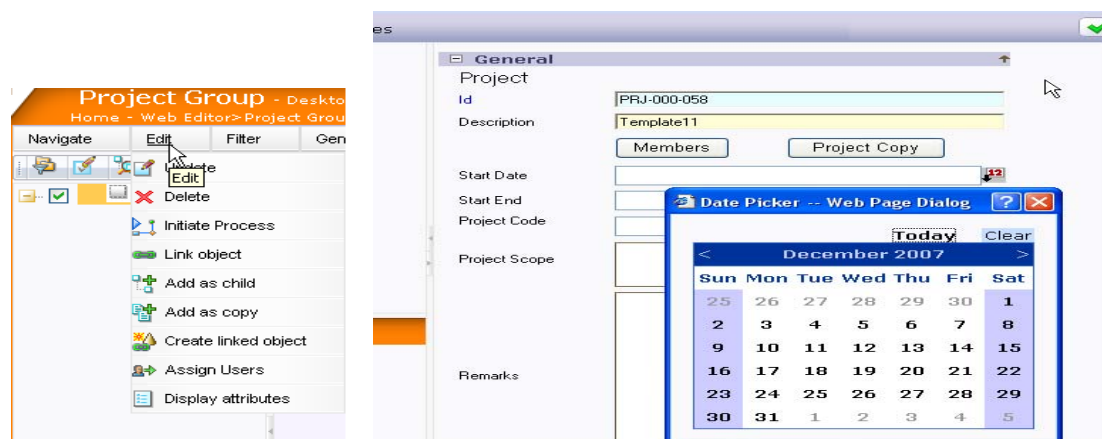 Project Group - Deskto
Home - Web Editor> Project Grou
Navigate Edit Filter Gen
Edit
Delete
Initiate Process
Link object
Add as child
Add as copy
Create linked object
Assign Users
Display attributes
es
General
Project
Id PRJ-000-058
Description Template11
Members Project Copy
Start Date 12
Start End
Project Code
Project Scope
Remarks
Date Picker -- Web Page Dialog
Today Clear
< December 2007 >
Sun Mon Tue Wed Thu Fri Sat
25 26 27 28 29 30 1
2 3 4 5 6 7 8
9 10 11 12 13 14 15
16 17 18 19 20 21 22
23 24 25 26 27 28 29
30 31 1 2 3 4 5